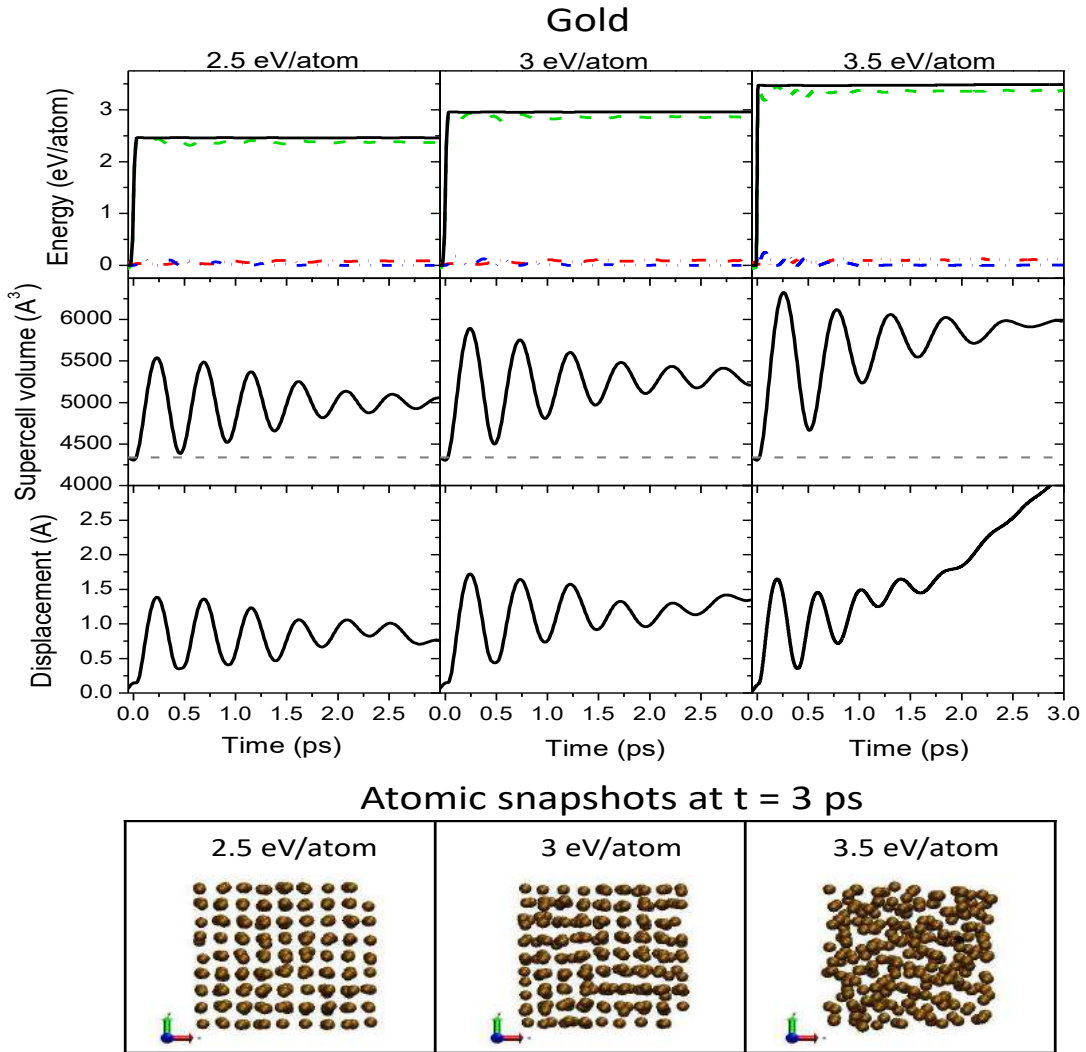 Gold
2.5 eV/atom 3 eV/atom 3.5 eV/atom
Energy (eV/atom)
3
2
1
0
Supercell volume (A³)
6000
5500
5000
4500
4000
Displacement (A)
2.5
2.0
1.5
1.0
0.5
0.0
0.0 0.5 1.0 1.5 2.0 2.5 0.0 0.5 1.0 1.5 2.0 2.5 0.0 0.5 1.0 1.5 2.0 2.5 3.0
Time (ps) Time (ps) Time (ps)
Atomic snapshots at t = 3 ps
2.5 eV/atom 3 eV/atom 3.5 eV/atom